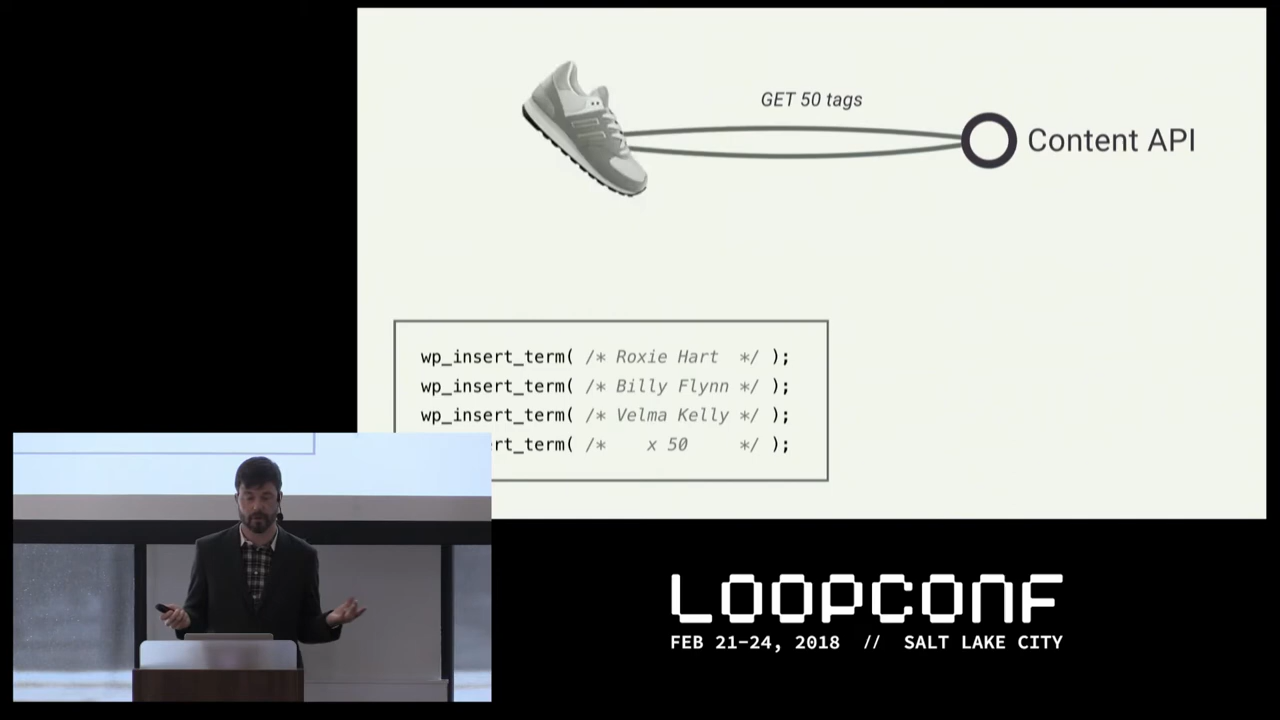 GET 50 tags
Content API
wp_insert_term( /* Roxie Hart */ );
wp_insert_term( /* Billy Flynn */ );
wp_insert_term( /* Velma Kelly */ );
rt_term( /* x 50 */ );
LOOPCONF
FEB 21-24, 2018 // SALT LAKE CITY